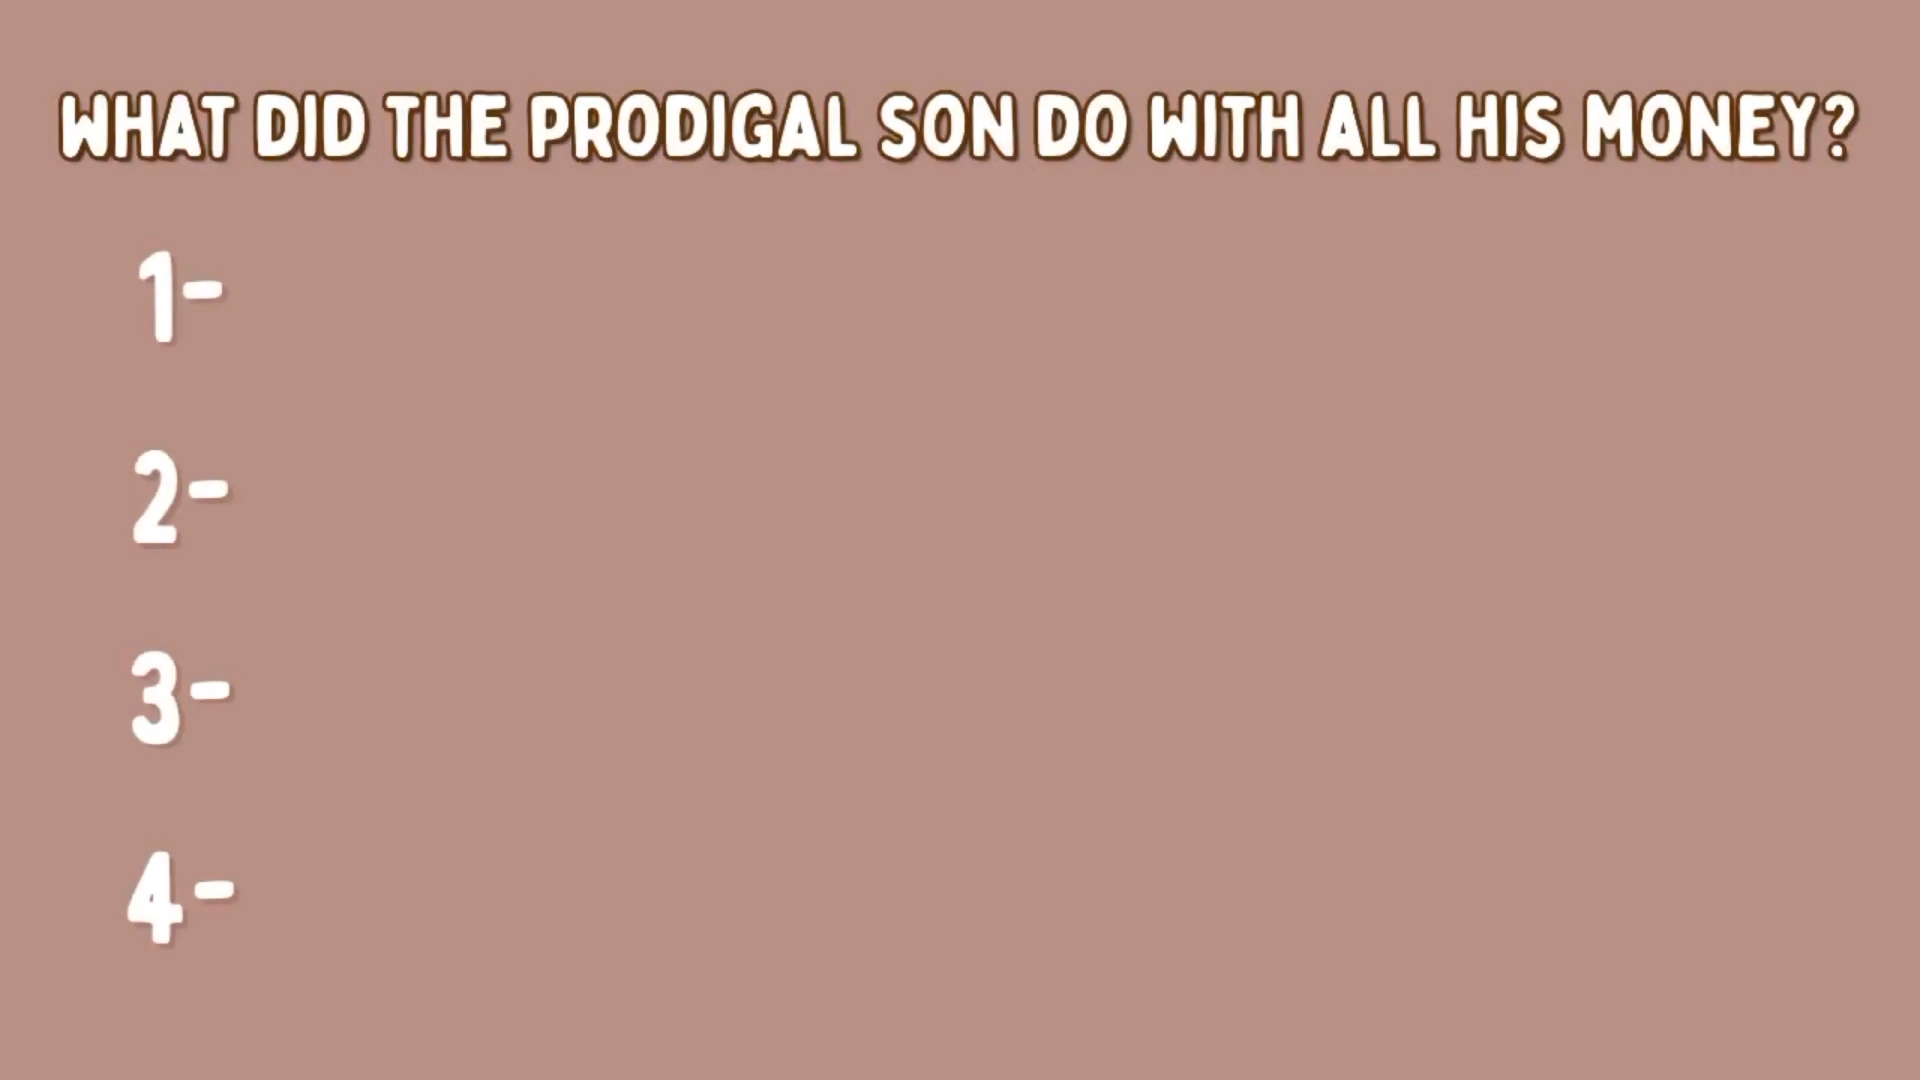 WHAT DID THE PRODIGAL SON DO WITH ALL HIS MONEY?
1-
2-
3-
4-